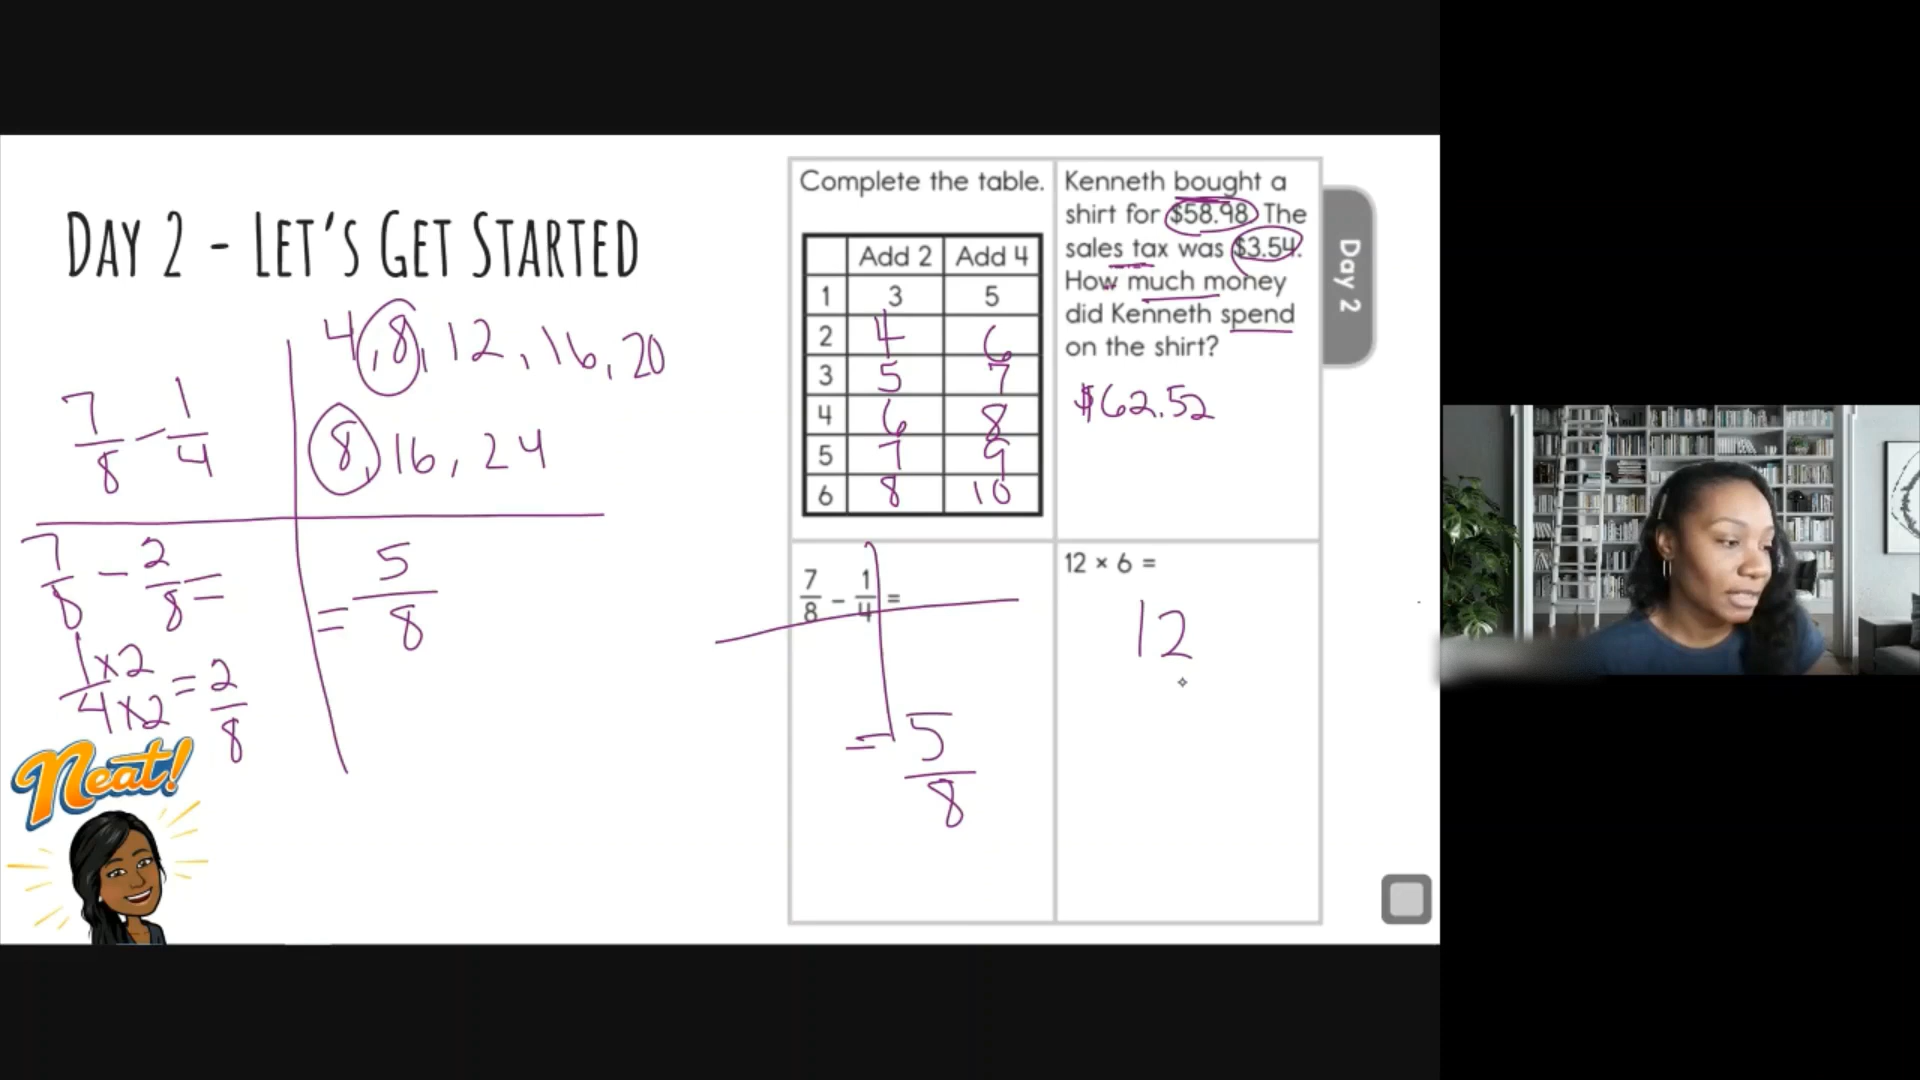 DAY 2 - LET'S GET STARTED
4, 8, 12, 16, 20
7/8 - 1/4
8, 16, 24
7/8 - 2/8 =
= 5/8
1×2/4×2 = 2/8
Neat!
Complete the table.
Add 2 Add 4
1 3 5
2 4 6
3 5 7
4 6 8
5 7 9
6 8 10
Kenneth bought a
shirt for $58.98. The
sales tax was $3.54.
How much money
did Kenneth spend
on the shirt?
$62.52
Day 2
7/8 - 1/4 =
= 5/8
12 × 6 =
12